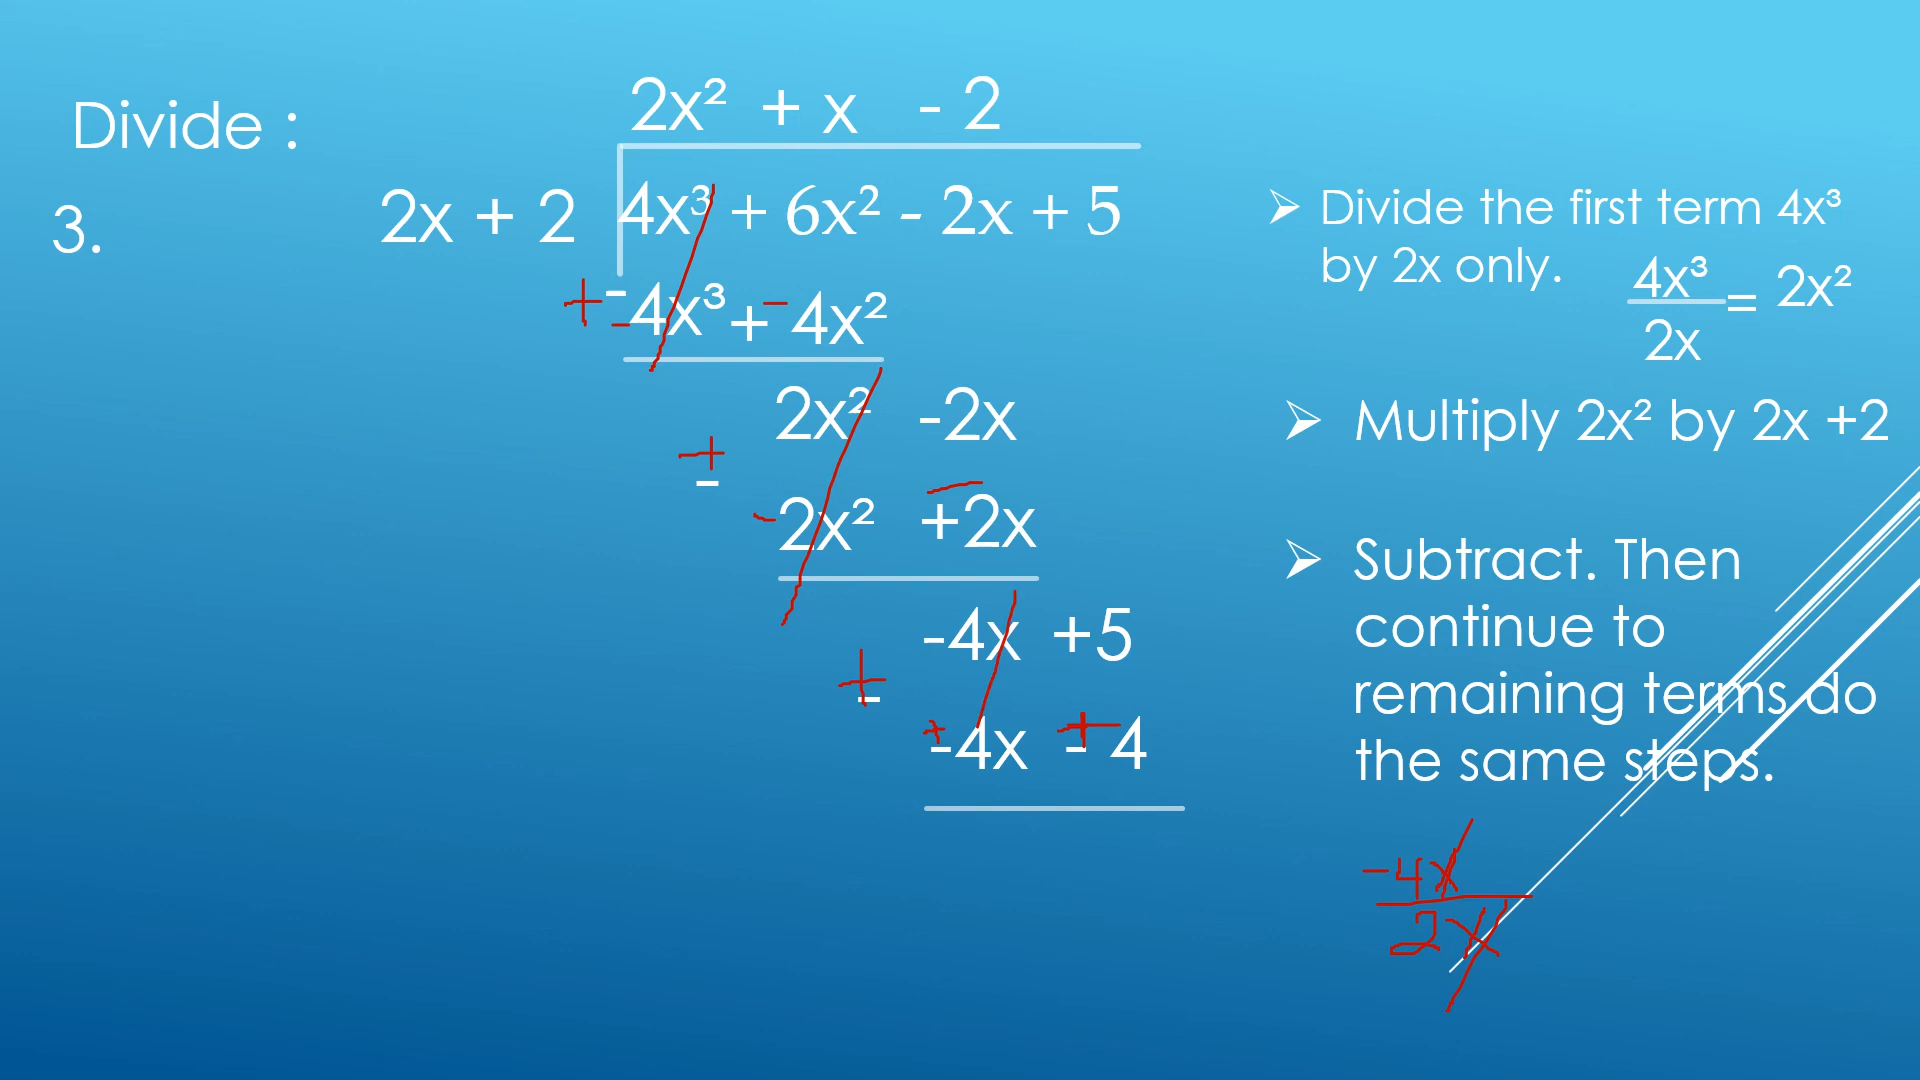 Divide :
3.
2x² + x - 2
2x + 2 4x³ + 6x² - 2x + 5
+ - - 4x³ + - 4x²
2x² -2x
+ -
- 2x² - +2x
-4x +5
+ -
+ -4x + - 4
➢ Divide the first term 4x³
by 2x only.
4x³
= 2x²
2x
➢ Multiply 2x² by 2x +2
➢ Subtract. Then
continue to
remaining terms do
the same steps.
-4x
2x